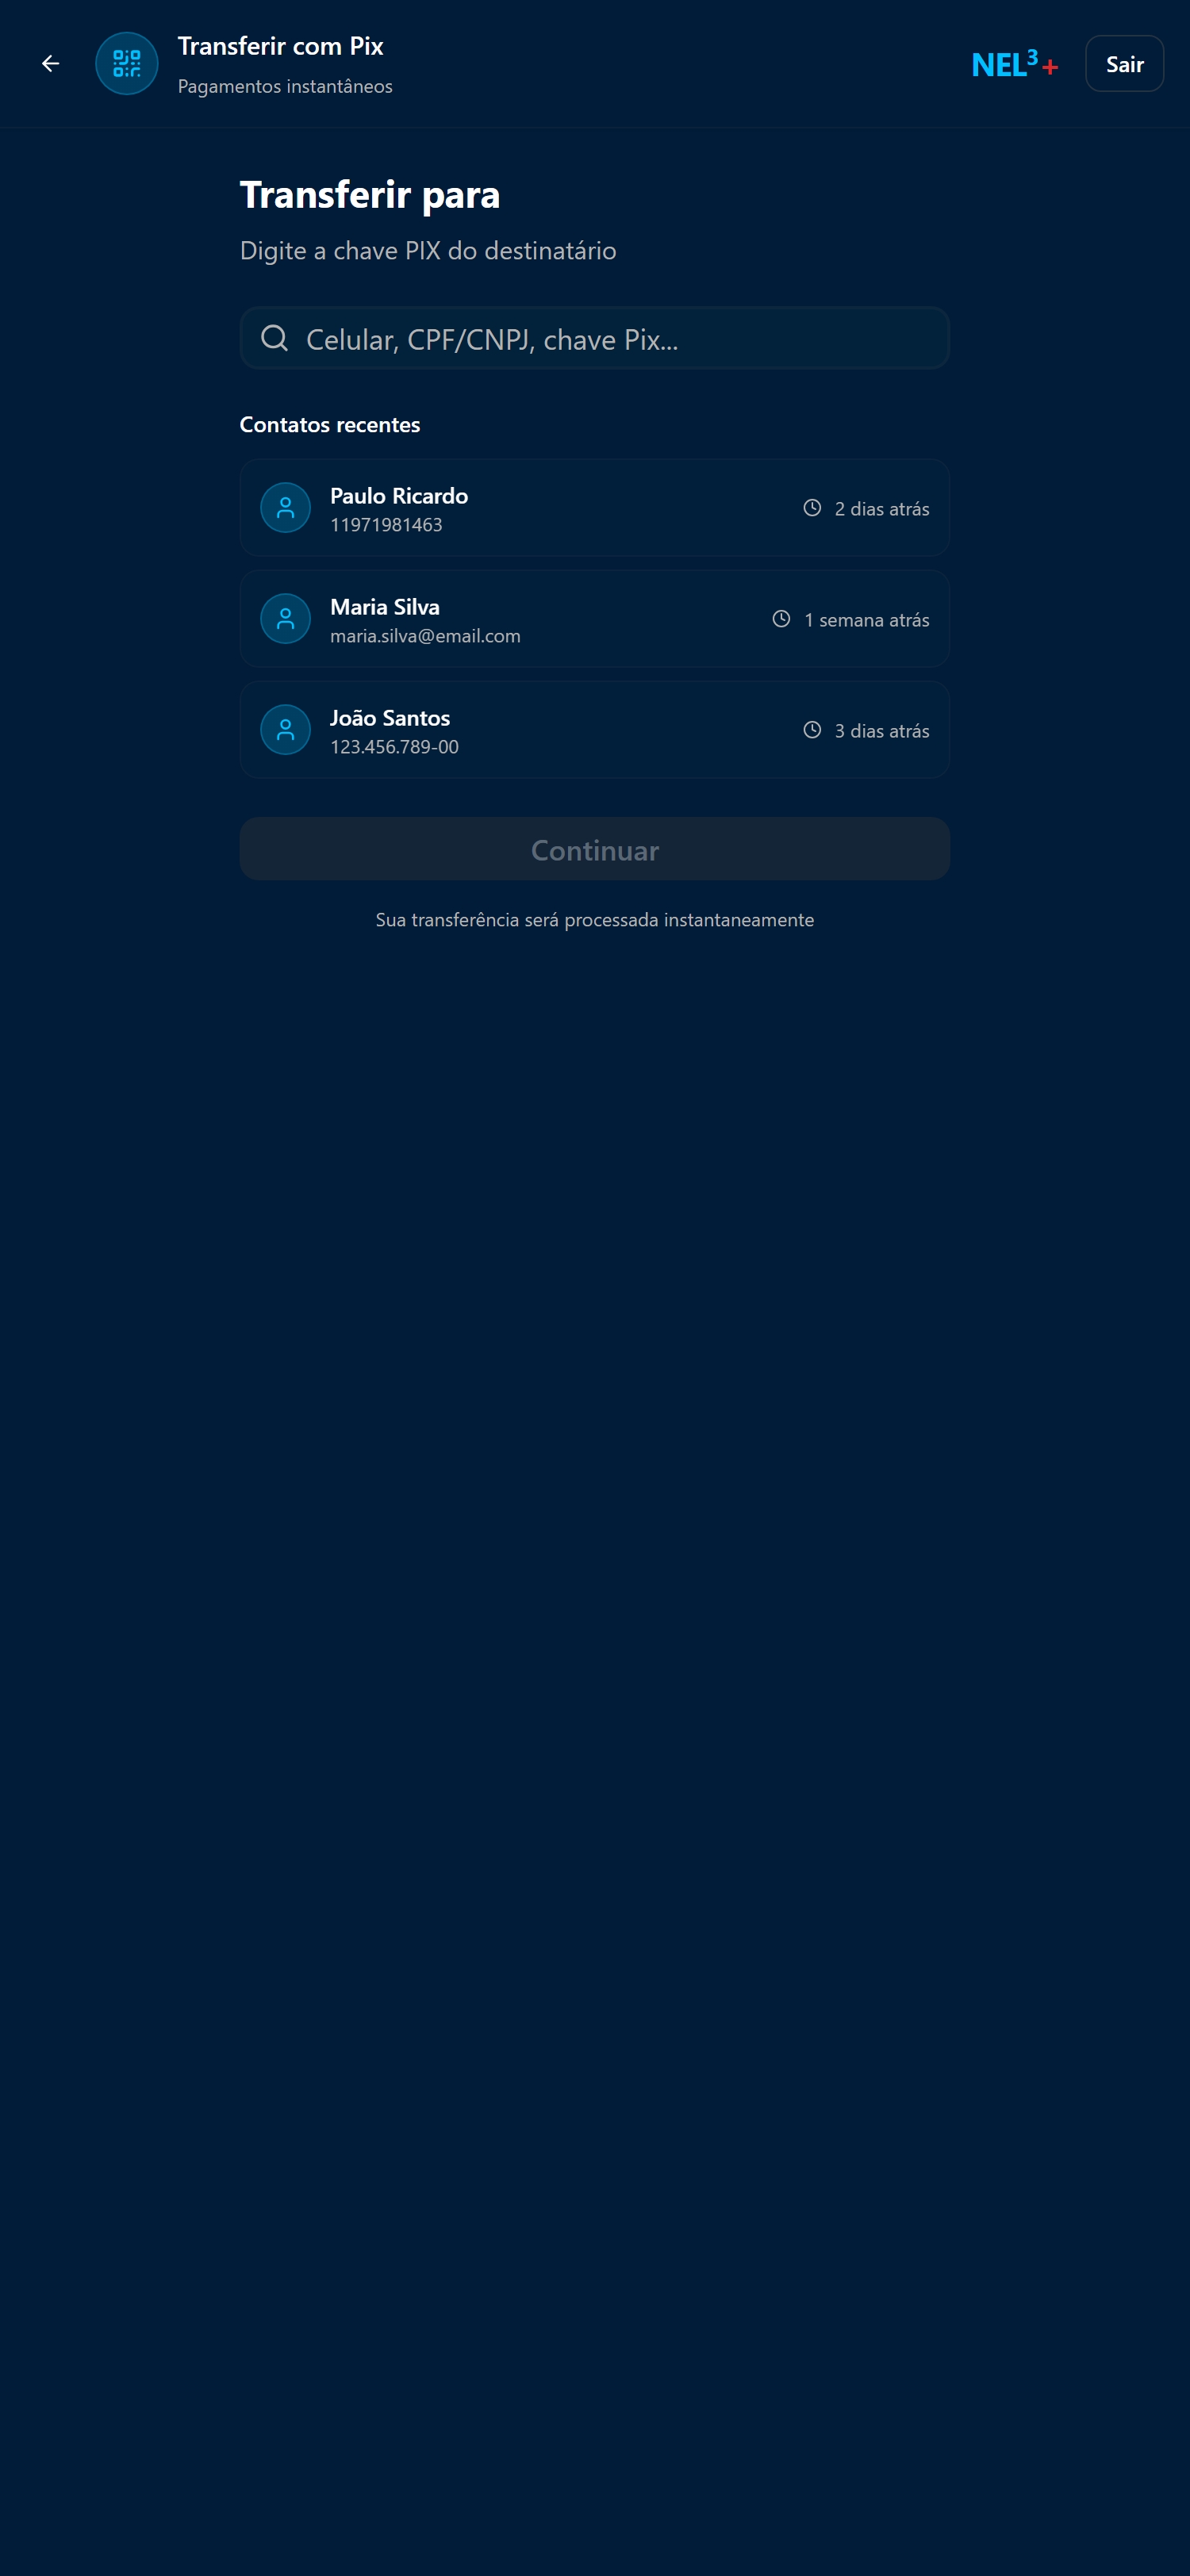 Transferir com Pix
Pagamentos instantâneos
NEL³+
Sair
Transferir para
Digite a chave PIX do destinatário
Celular, CPF/CNPJ, chave Pix...
Contatos recentes
Paulo Ricardo
11971981463
2 dias atrás
Maria Silva
maria.silva@email.com
1 semana atrás
João Santos
123.456.789-00
3 dias atrás
Continuar
Sua transferência será processada instantaneamente